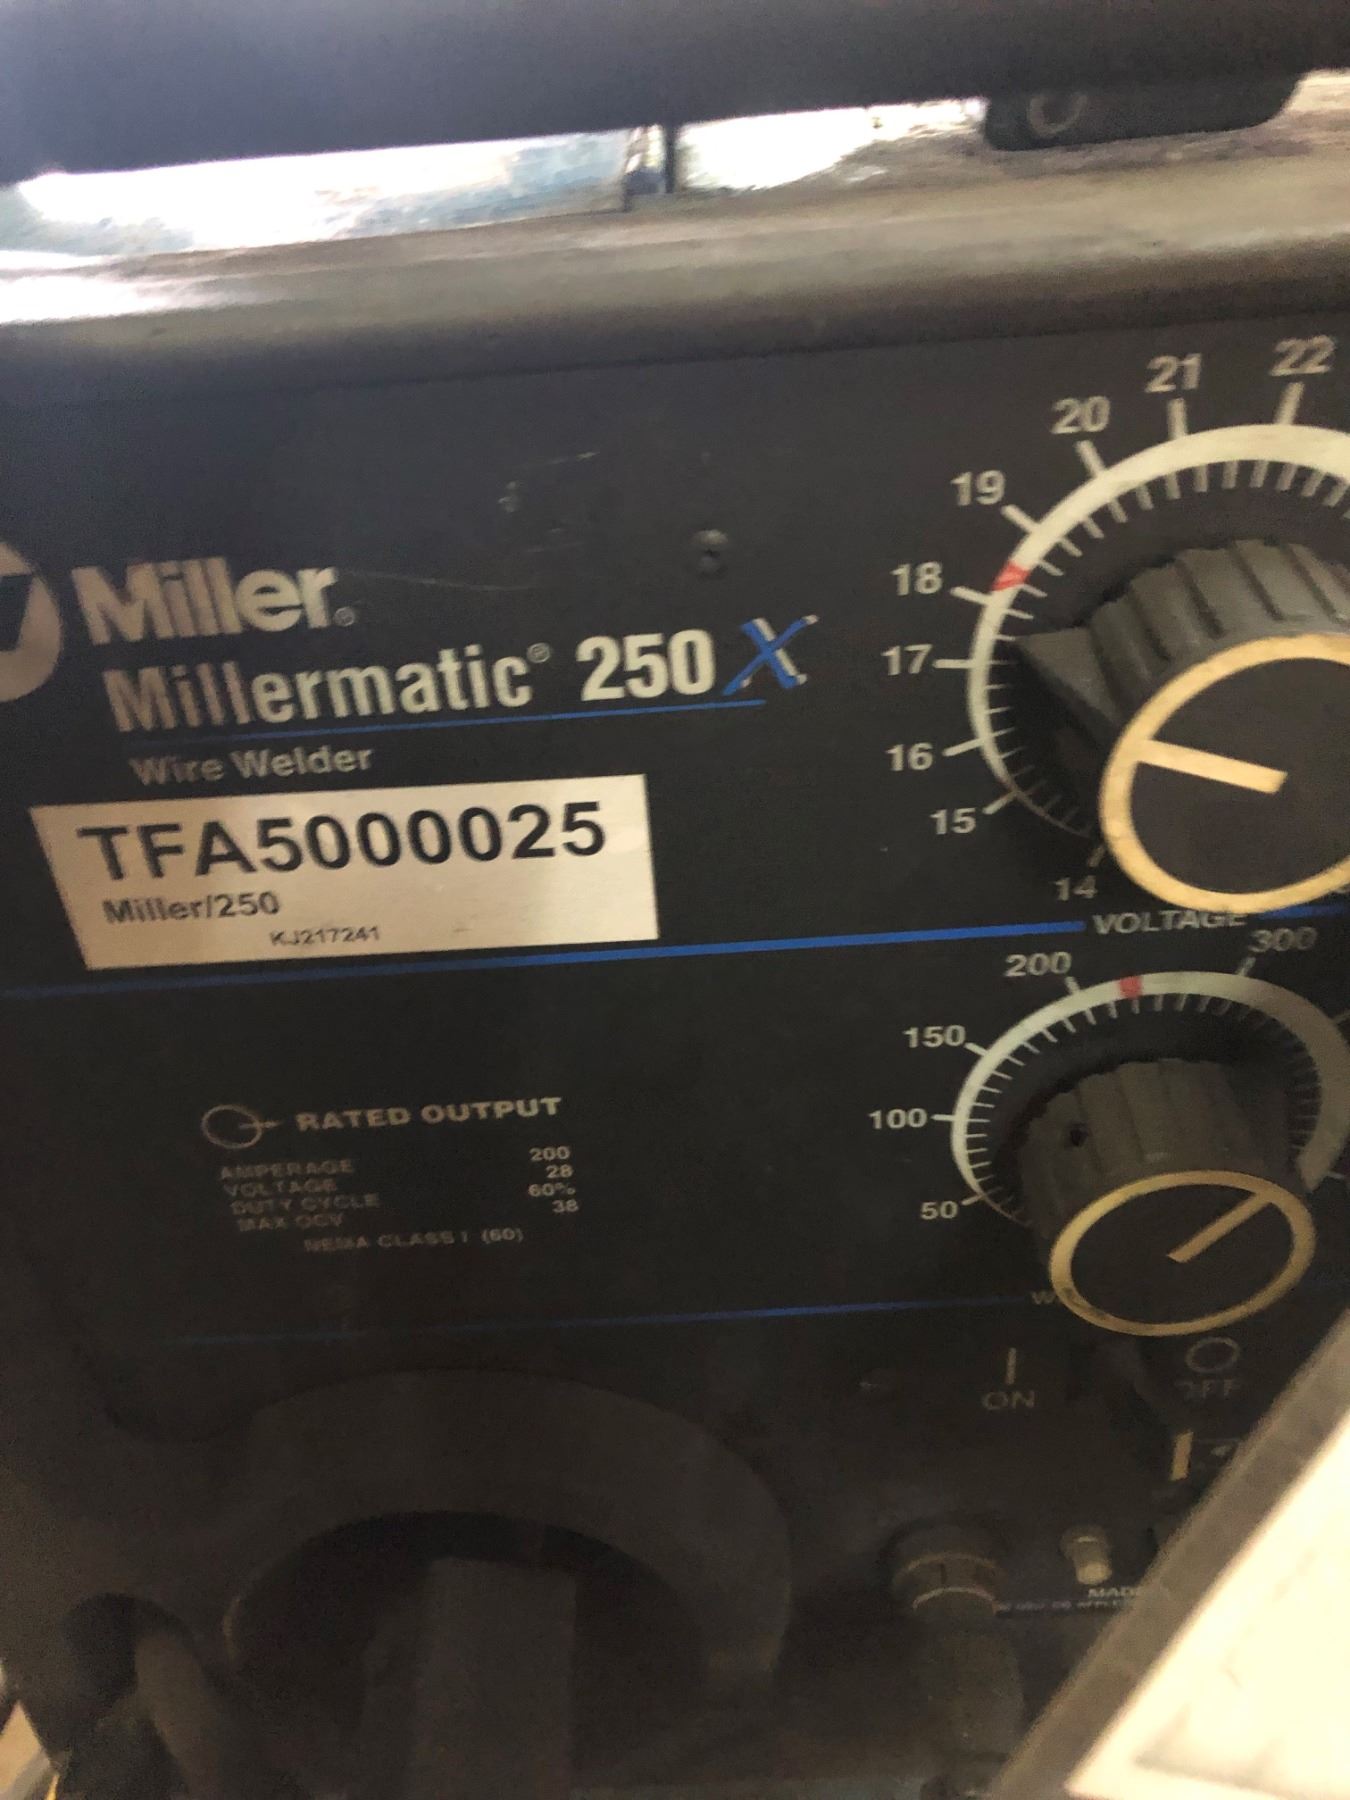 Miller®
Millermatic® 250 X
Wire Welder
TFA5000025
Miller/250
KJ217241
22
21
20
19
18
17
16
15
14
VOLTAGE
300
200
150
100
50
RATED OUTPUT
AMPERAGE 200
VOLTAGE 28
DUTY CYCLE 60%
MAX OCV 38
NEMA CLASS I (60)
ON
OFF